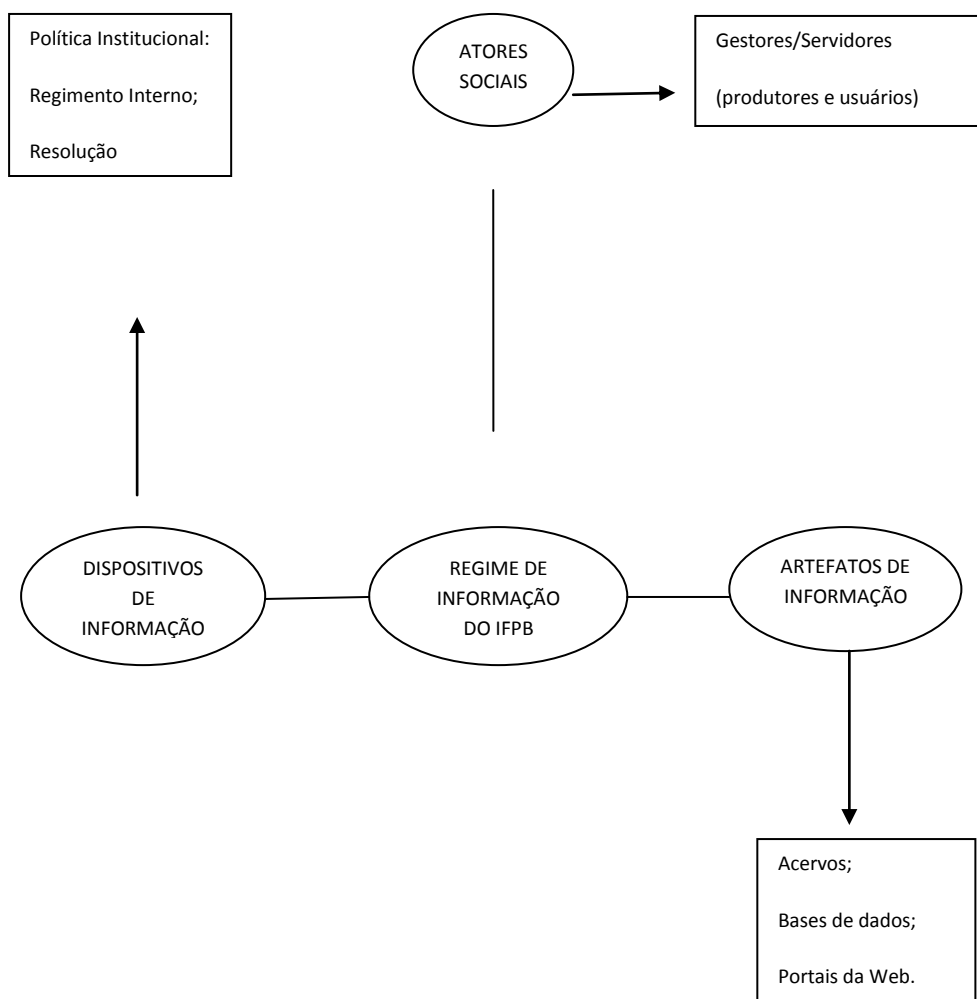 Política Institucional:
Regimento Interno;
Resolução
ATORES
SOCIAIS
Gestores/Servidores
(produtores e usuários)
DISPOSITIVOS
DE
INFORMAÇÃO
REGIME DE
INFORMAÇÃO
DO IFPB
ARTEFATOS DE
INFORMAÇÃO
Acervos;
Bases de dados;
Portais da Web.